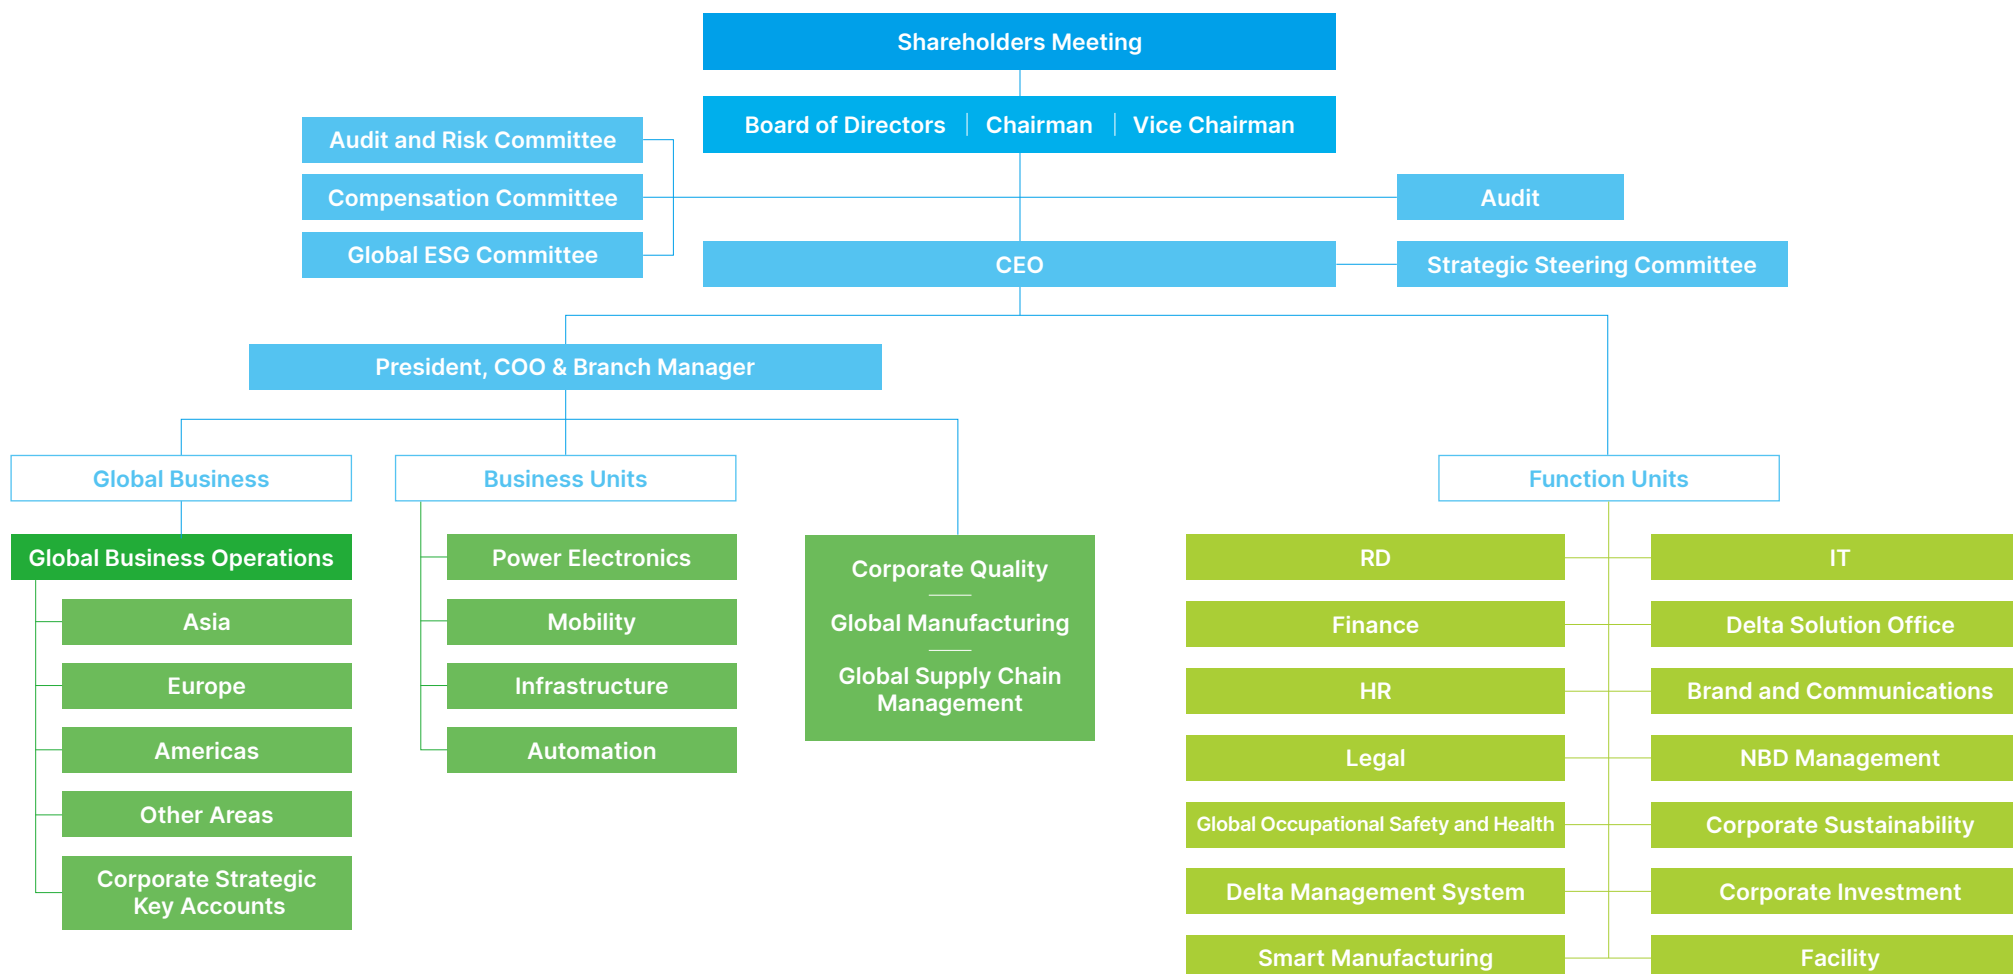 Shareholders Meeting
Board of Directors | Chairman | Vice Chairman
Audit and Risk Committee
Compensation Committee
Global ESG Committee
Audit
CEO
Strategic Steering Committee
President, COO & Branch Manager
Global Business
Business Units
Function Units
Global Business Operations
Asia
Europe
Americas
Other Areas
Corporate Strategic
Key Accounts
Power Electronics
Mobility
Infrastructure
Automation
Corporate Quality
Global Manufacturing
Global Supply Chain
Management
RD
Finance
HR
Legal
Global Occupational Safety and Health
Delta Management System
Smart Manufacturing
IT
Delta Solution Office
Brand and Communications
NBD Management
Corporate Sustainability
Corporate Investment
Facility